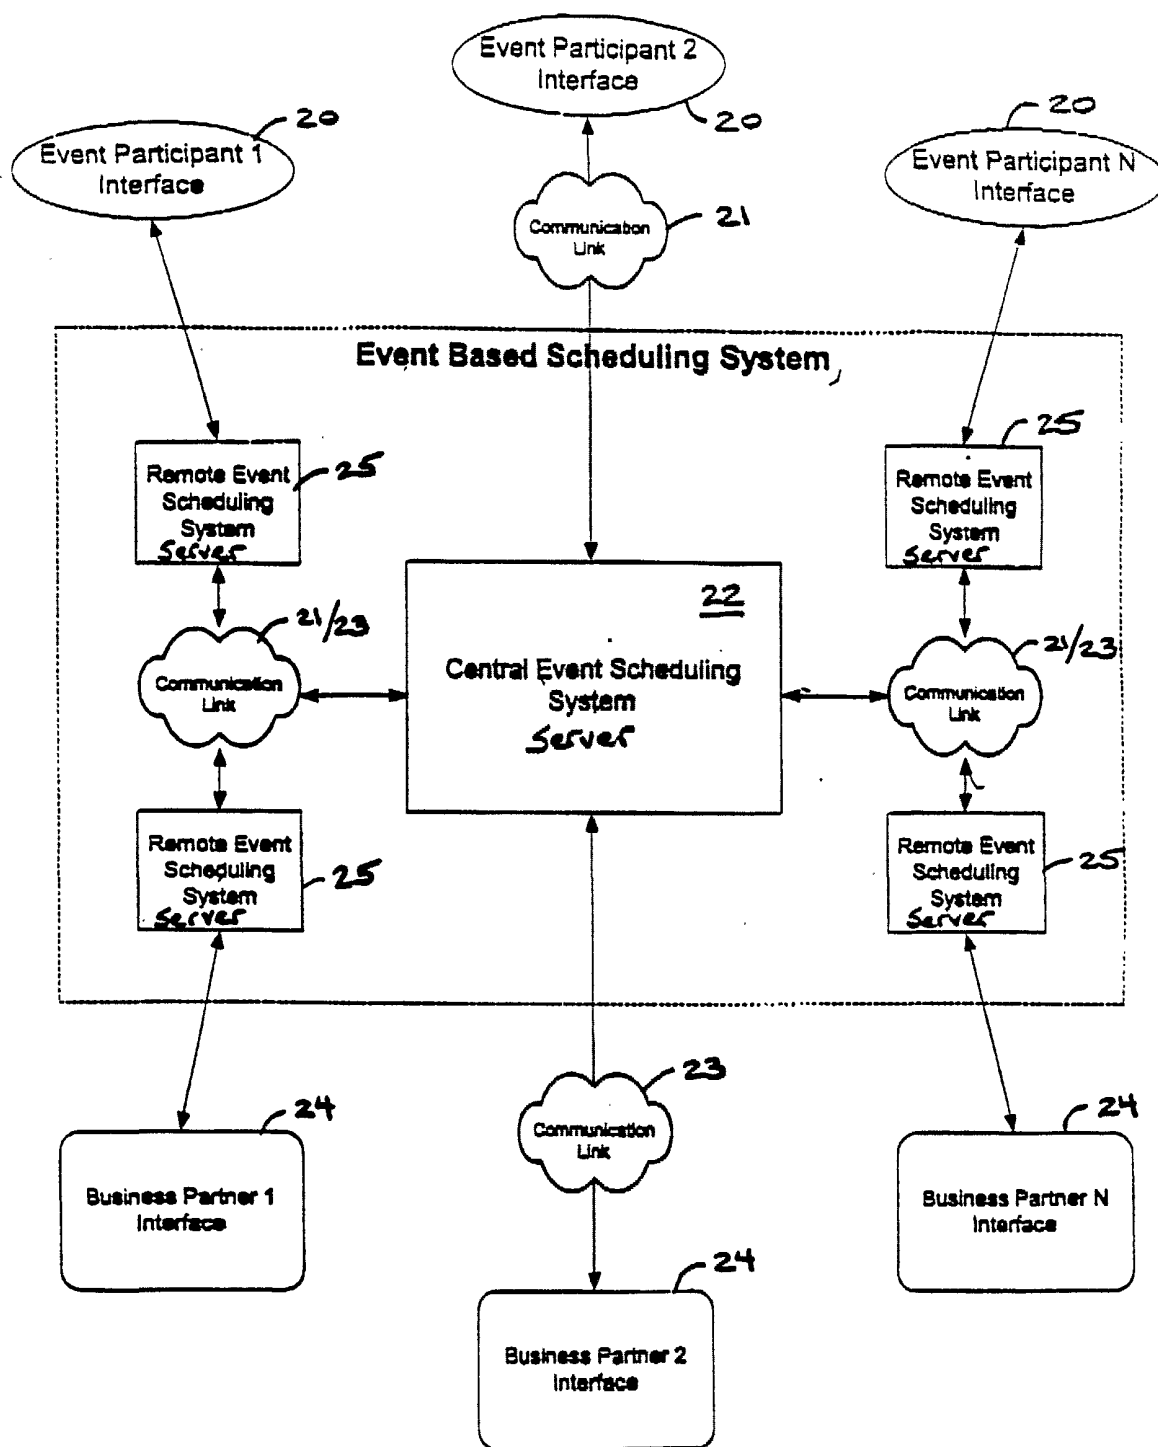 Event Participant 2
Interface
20
20
Event Participant 1
Interface
20
Event Participant N
Interface
Communication
Link
21
Event Based Scheduling System
Remote Event
Scheduling
System
Server
25
25
Remote Event
Scheduling
System
Server
22
Central Event Scheduling
System
Server
21/23
Communication
Link
21/23
Communication
Link
Remote Event
Scheduling
System
Server
25
Remote Event
Scheduling
System
Server
25
23
Communication
Link
24
Business Partner 1
Interface
24
Business Partner N
Interface
24
Business Partner 2
Interface